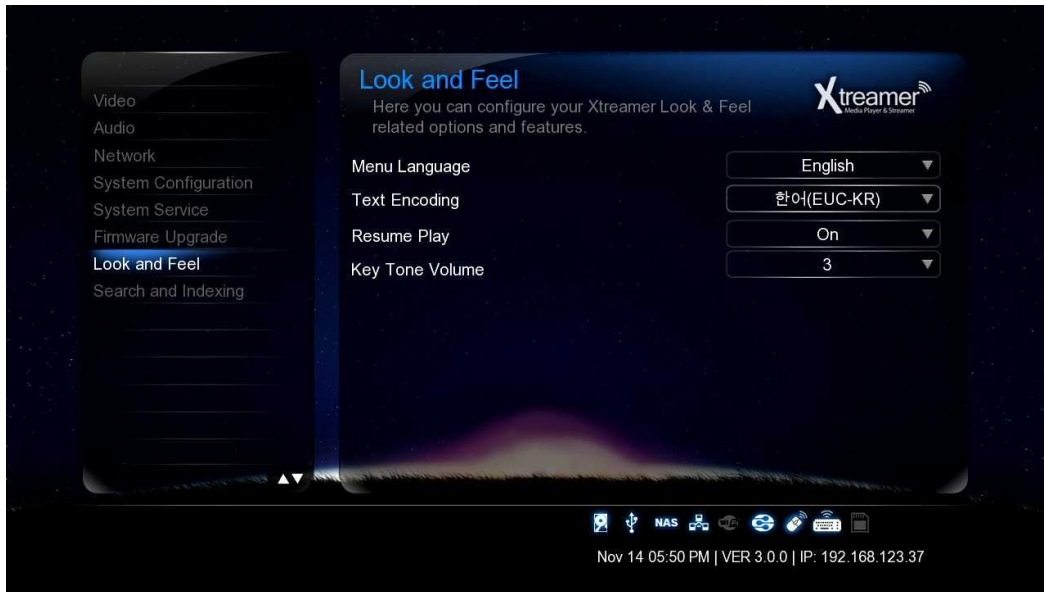 Video
Audio
Network
System Configuration
System Service
Firmware Upgrade
Look and Feel
Search and Indexing
Look and Feel
Here you can configure your Xtreamer Look & Feel
related options and features.
Xtreamer
Media Player & Streamer
Menu Language English
Text Encoding 한어(EUC-KR)
Resume Play On
Key Tone Volume 3
NAS WiFi
Nov 14 05:50 PM | VER 3.0.0 | IP: 192.168.123.37